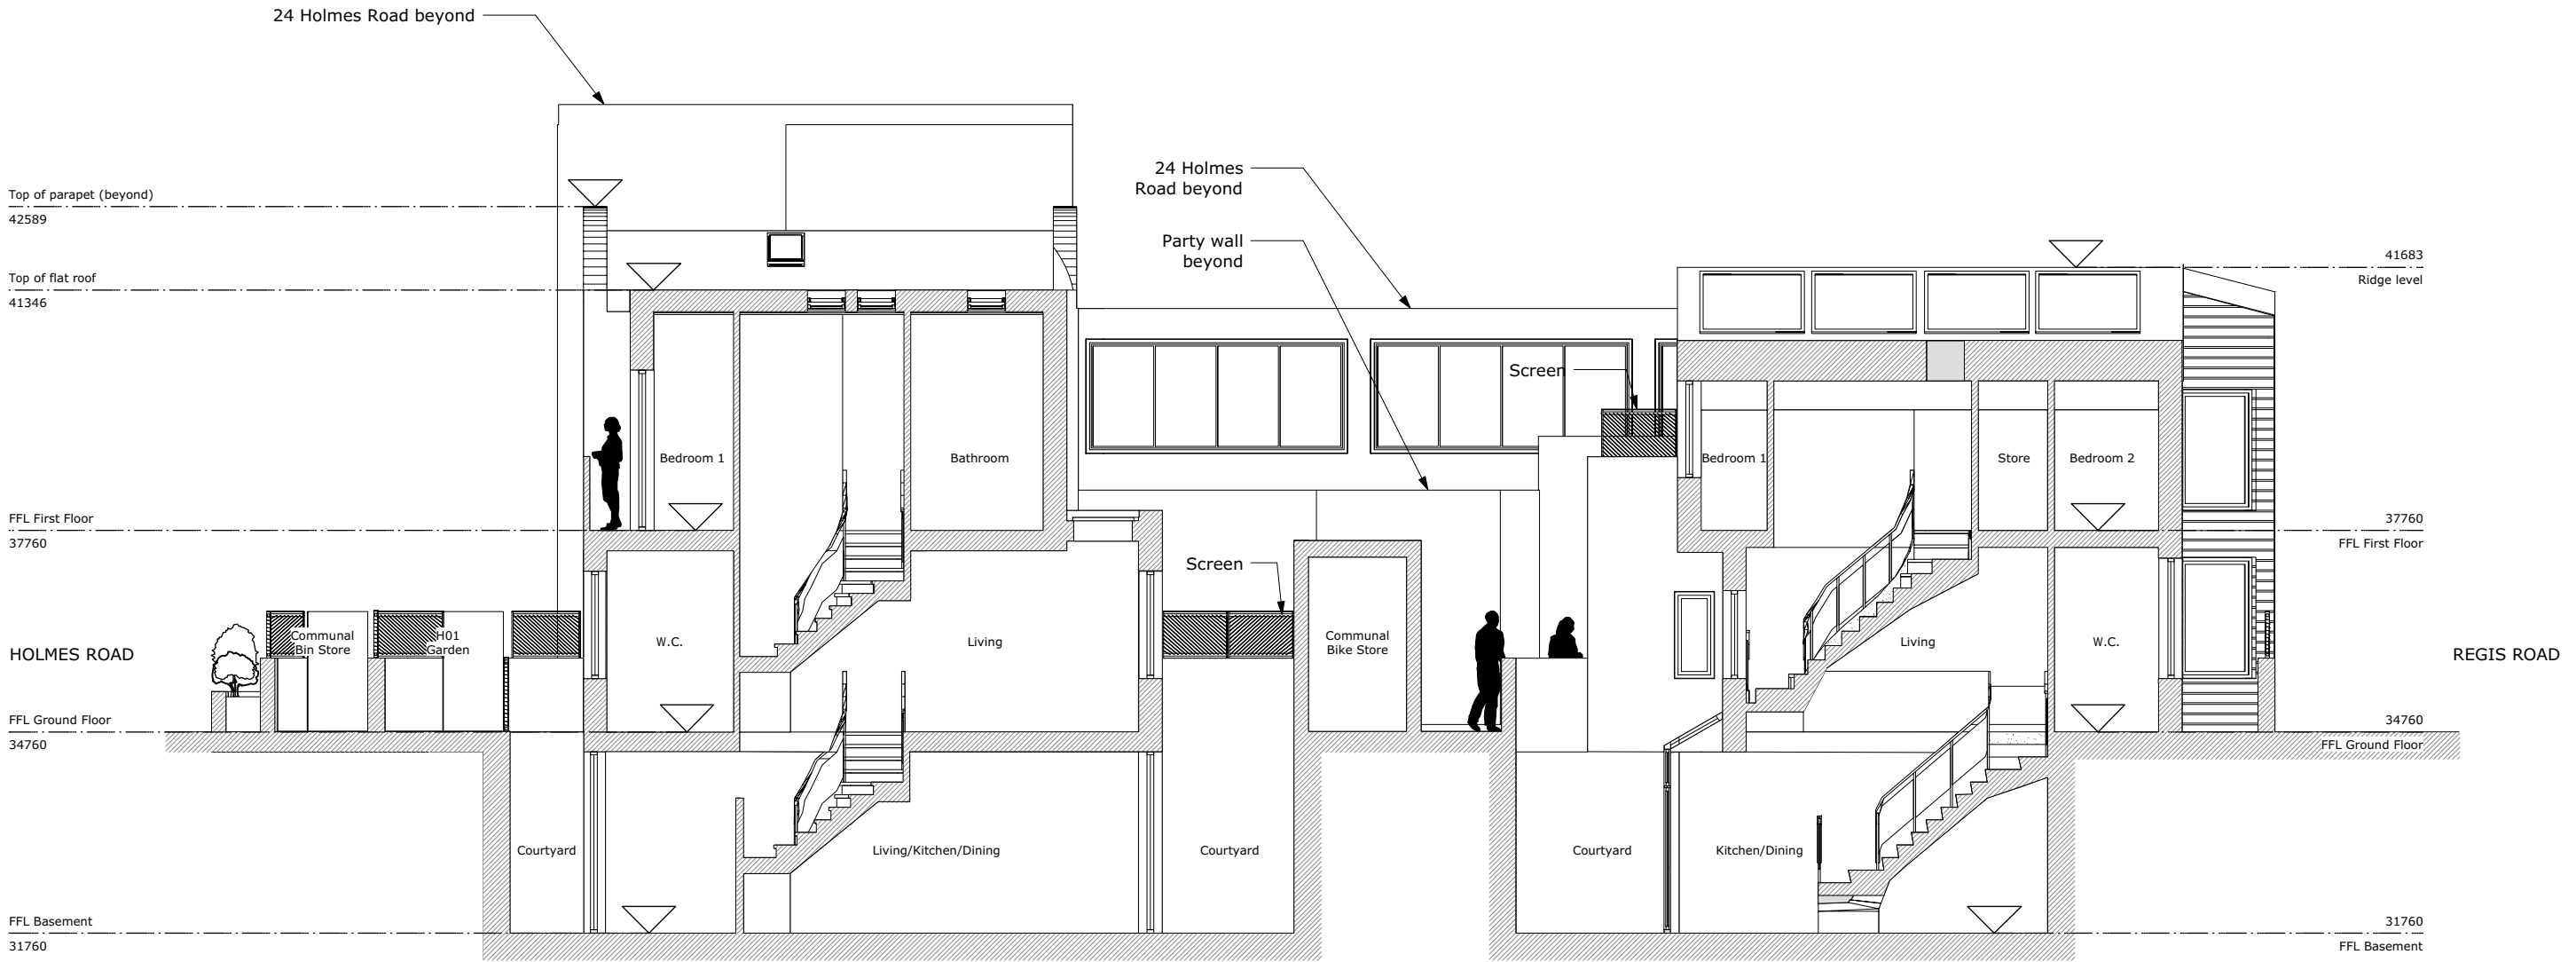 24 Holmes Road beyond
24 Holmes
Road beyond
Top of parapet (beyond)
42589
Party wall
beyond
41683
Ridge level
Top of flat roof
41346
Screen
Bedroom 1
Bathroom
Bedroom 1
Store
Bedroom 2
FFL First Floor
37760
37760
FFL First Floor
Screen
HOLMES ROAD
Communal
Bin Store
H01
Garden
W.C.
Living
Communal
Bike Store
Living
W.C.
REGIS ROAD
FFL Ground Floor
34760
34760
FFL Ground Floor
Courtyard
Living/Kitchen/Dining
Courtyard
Courtyard
Kitchen/Dining
FFL Basement
31760
31760
FFL Basement